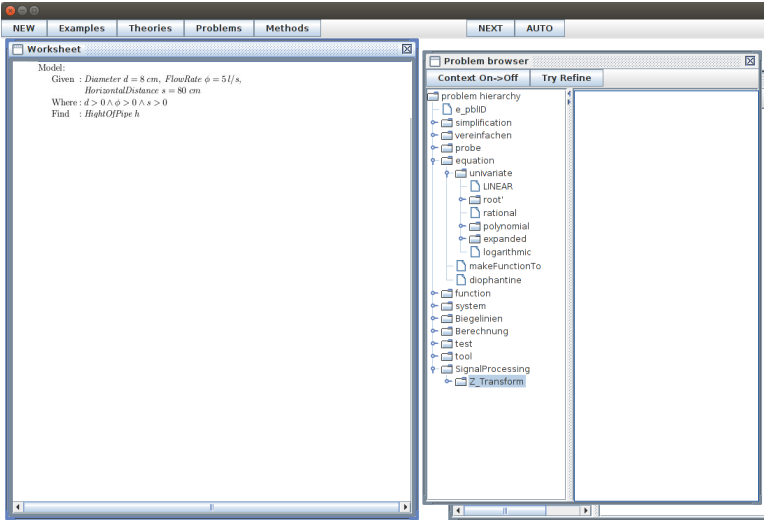 NEW Examples Theories Problems Methods NEXT AUTO
Worksheet
Model:
Given : Diameter d = 8 cm, FlowRate ϕ = 5 l/s,
HorizontalDistance s = 80 cm
Where : d > 0 ∧ ϕ > 0 ∧ s > 0
Find : HightOfPipe h
Problem browser
Context On->Off Try Refine
problem hierarchy
e_pblID
simplification
vereinfachen
probe
equation
univariate
LINEAR
root'
rational
polynomial
expanded
logarithmic
makeFunctionTo
diophantine
function
system
Biegelinien
Berechnung
test
tool
SignalProcessing
Z_Transform